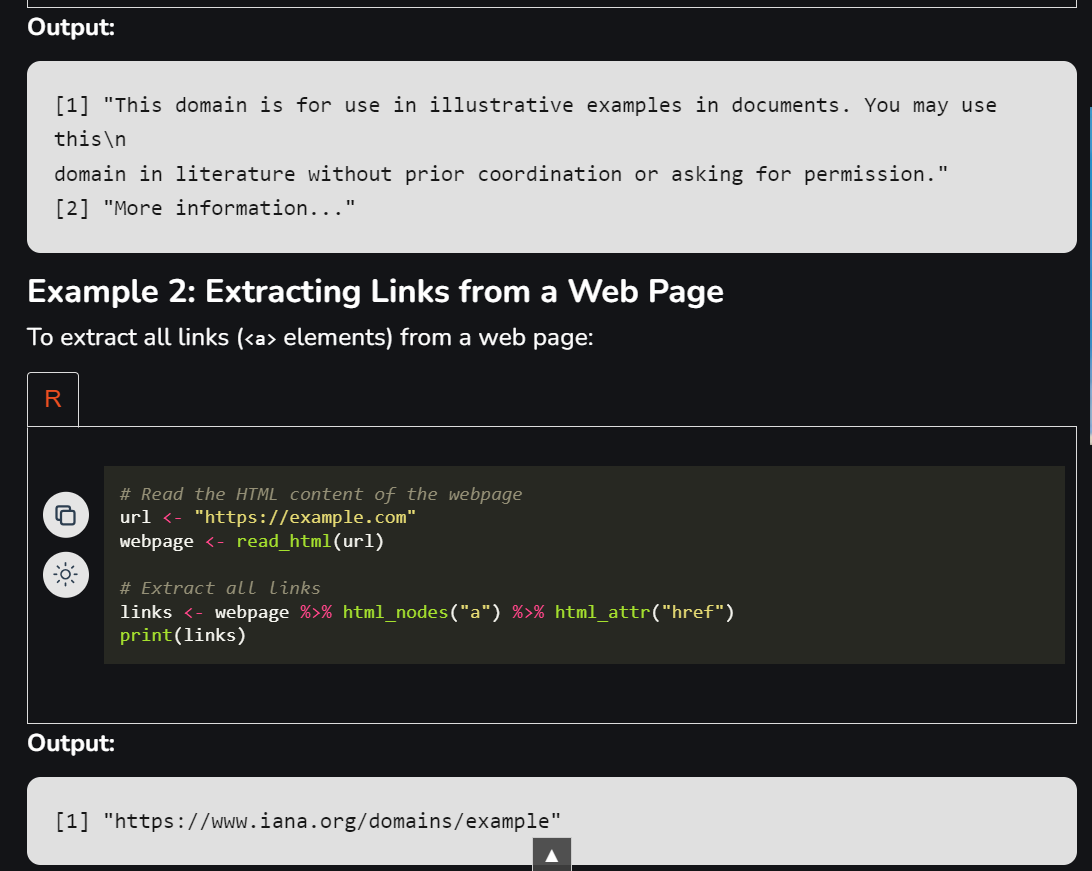 Output:
[1] "This domain is for use in illustrative examples in documents. You may use
this\n
domain in literature without prior coordination or asking for permission."
[2] "More information..."
Example 2: Extracting Links from a Web Page
To extract all links (<a> elements) from a web page:
R
# Read the HTML content of the webpage
url <- "https://example.com"
webpage <- read_html(url)
# Extract all links
links <- webpage %>% html_nodes("a") %>% html_attr("href")
print(links)
Output:
[1] "https://www.iana.org/domains/example"